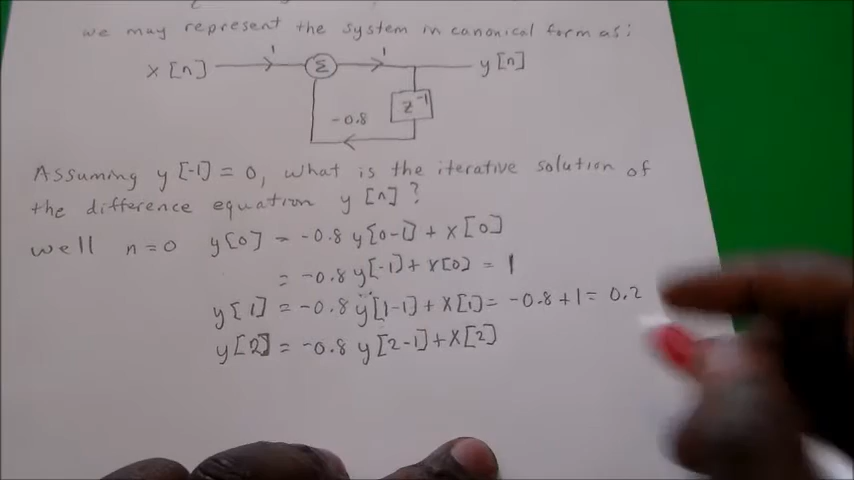 we may represent the system in canonical form as:
x[n] 1 Σ 1 y[n]
z⁻¹
-0.8
Assuming y[-1] = 0, what is the iterative solution of
the difference equation y[n]?
well n=0 y[0] = -0.8 y[0-1] + x[0]
= -0.8 y[-1] + x[0] = 1
y[1] = -0.8 y[1-1] + x[1] = -0.8+1 = 0.2
y[2] = -0.8 y[2-1] + x[2]